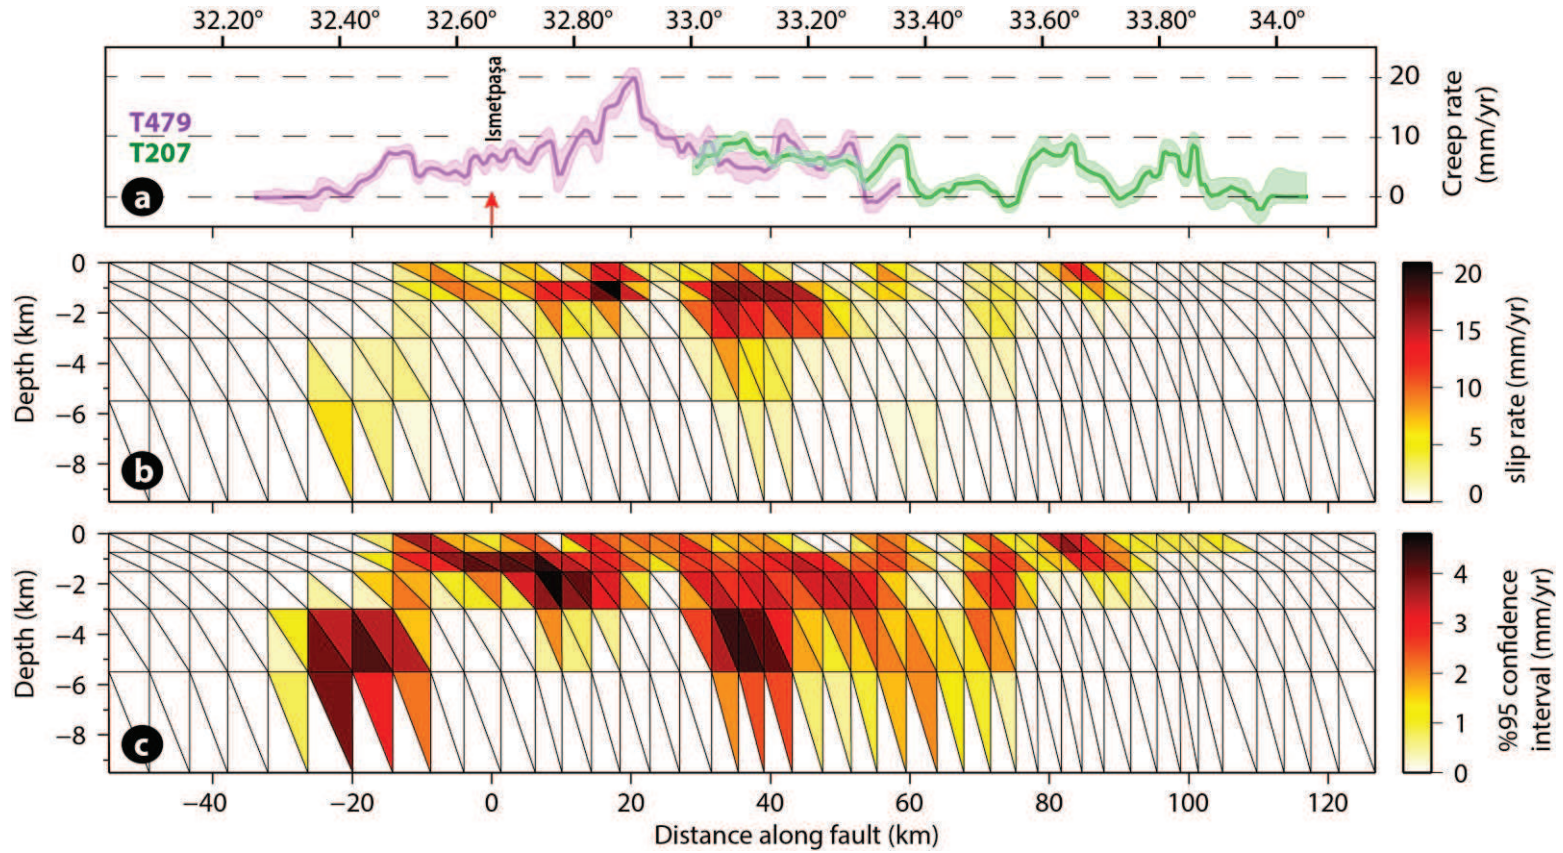 32.20° 32.40° 32.60° 32.80° 33.0° 33.20° 33.40° 33.60° 33.80° 34.0°
Ismetpaşa
T479
T207
a
20
10
0
Creep rate
(mm/yr)
0
−2
−4
−6
−8
Depth (km)
b
20
15
10
5
0
slip rate (mm/yr)
0
−2
−4
−6
−8
Depth (km)
c
4
3
2
1
0
%95 confidence
interval (mm/yr)
−40 −20 0 20 40 60 80 100 120
Distance along fault (km)